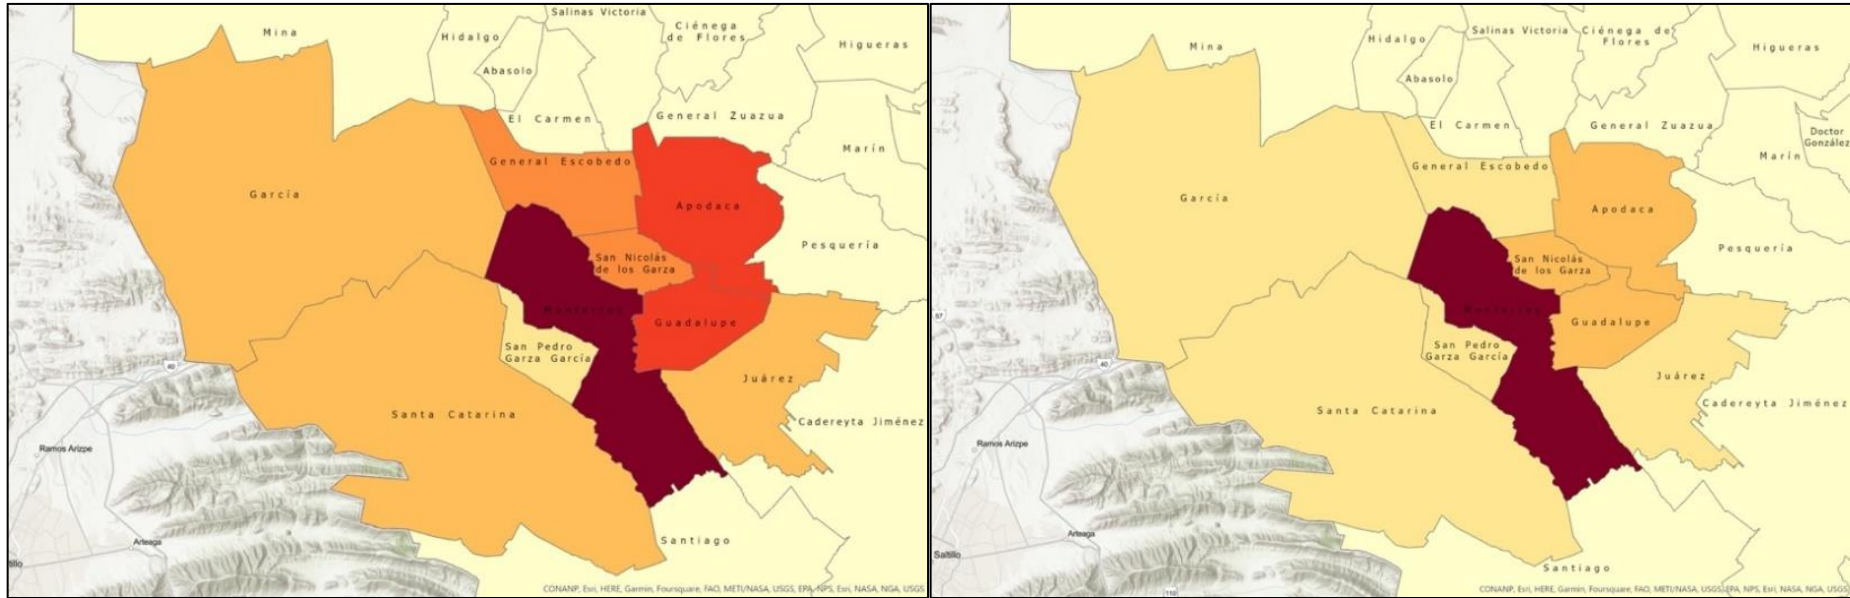 Mina
Hidalgo
Salinas Victoria
Ciénega
de Flores
Higueras
Abasolo
El Carmen
General Zuazua
Marín
General Escobedo
García
Apodaca
Pesquería
San Nicolás
de los Garza
Monterrey
Guadalupe
San Pedro
Garza García
Juárez
40
Santa Catarina
Cadereyta Jiménez
Ramos Arizpe
Arteaga
Santiago
tillo
CONANP, Esri, HERE, Garmin, Foursquare, FAO, METI/NASA, USGS, EPA, NPS, Esri, NASA, NGA, USGS
Mina
Hidalgo
Salinas Victoria
Ciénega de
Flores
Higueras
Abasolo
El Carmen
General Zuazua
Doctor
González
Marín
General Escobedo
García
Apodaca
Pesquería
San Nicolás
de los Garza
Monterrey
57
Guadalupe
San Pedro
Garza García
40
Juárez
Santa Catarina
Cadereyta Jiménez
Ramos Arizpe
Arteaga
Saltillo
Santiago
110
CONANP, Esri, HERE, Garmin, Foursquare, FAO, METI/NASA, USGS, EPA, NPS, Esri, NASA, NGA, USGS